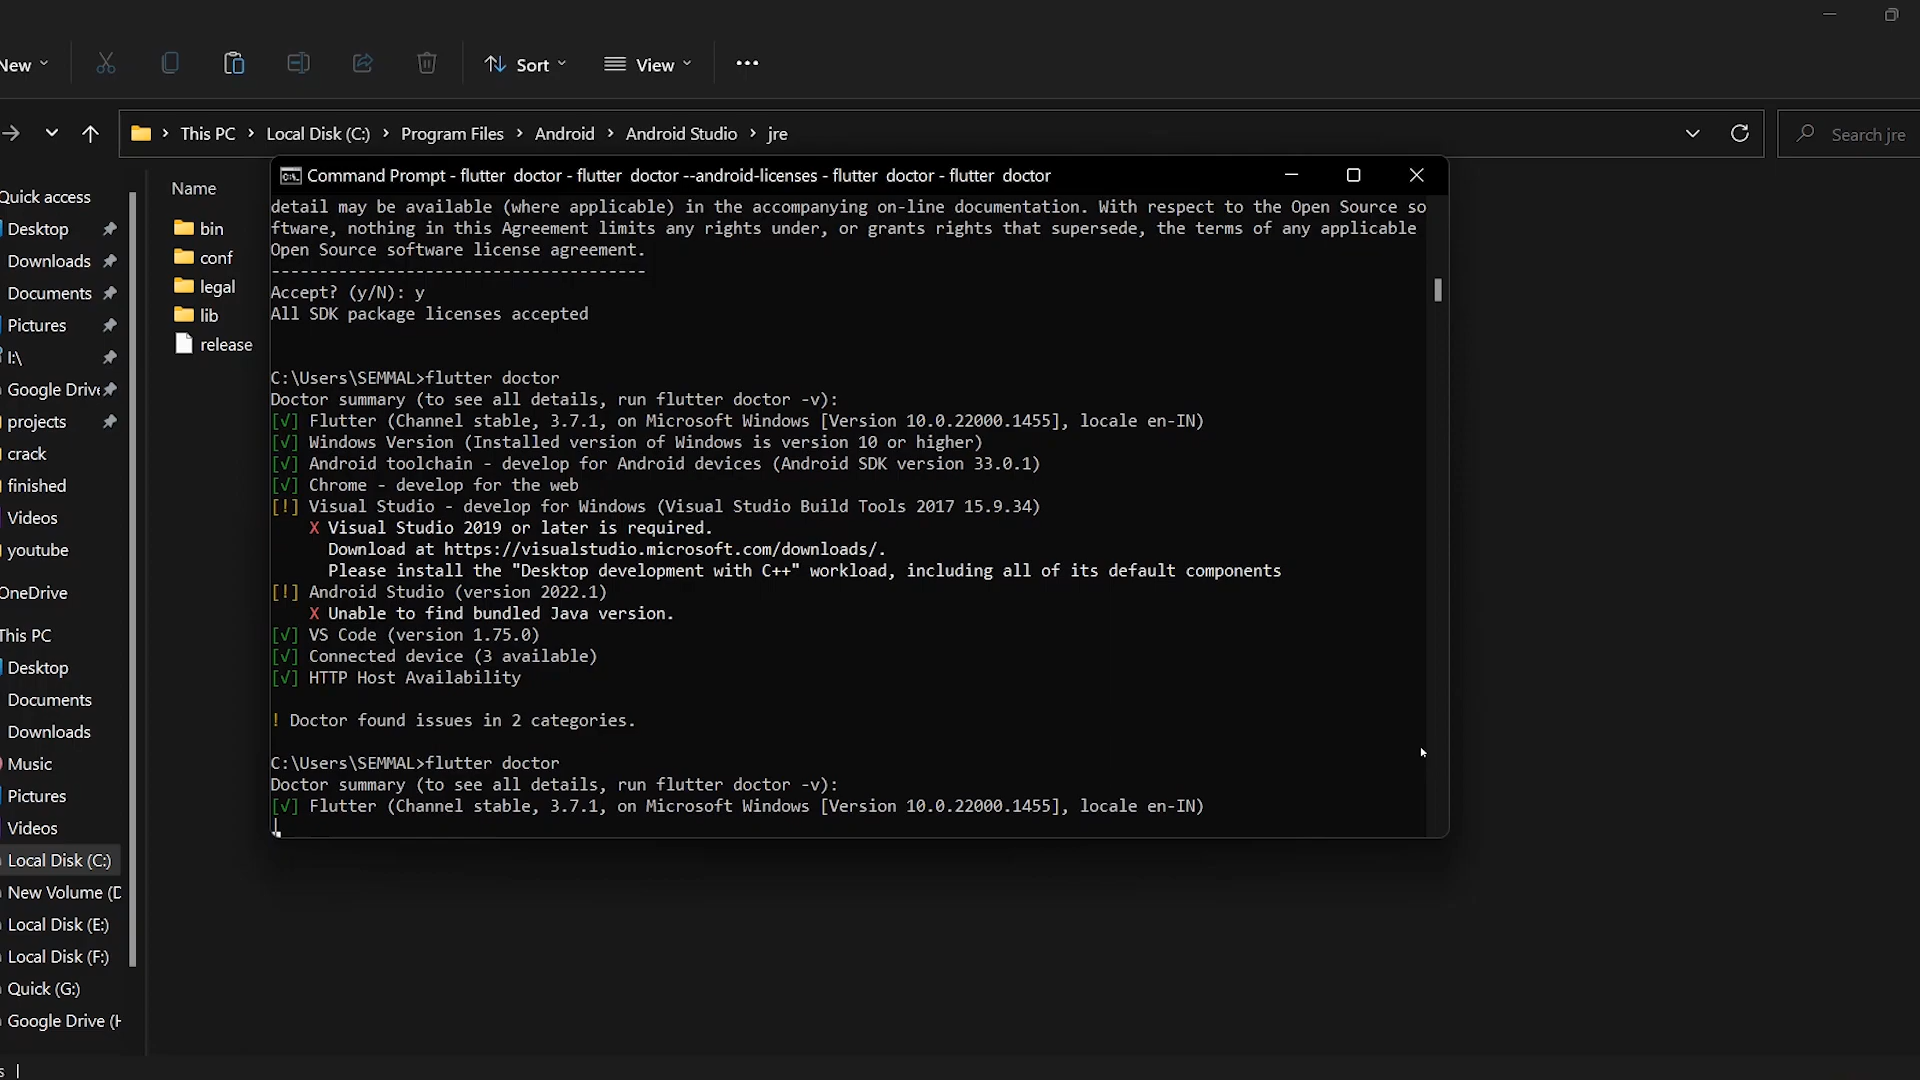 New
Sort
View
This PC > Local Disk (C:) > Program Files > Android > Android Studio > jre
Search jre
Quick access
Desktop
Downloads
Documents
Pictures
I:\
Google Drive
projects
crack
finished
Videos
youtube
OneDrive
This PC
Desktop
Documents
Downloads
Music
Pictures
Videos
Local Disk (C:)
New Volume (D
Local Disk (E:)
Local Disk (F:)
Quick (G:)
Google Drive (H
Name
bin
conf
legal
lib
release
Command Prompt - flutter  doctor - flutter  doctor --android-licenses - flutter  doctor - flutter  doctor
detail may be available (where applicable) in the accompanying on-line documentation. With respect to the Open Source so
ftware, nothing in this Agreement limits any rights under, or grants rights that supersede, the terms of any applicable
Open Source software license agreement.
---------------------------------------
Accept? (y/N): y
All SDK package licenses accepted
C:\Users\SEMMAL>flutter doctor
Doctor summary (to see all details, run flutter doctor -v):
[√] Flutter (Channel stable, 3.7.1, on Microsoft Windows [Version 10.0.22000.1455], locale en-IN)
[√] Windows Version (Installed version of Windows is version 10 or higher)
[√] Android toolchain - develop for Android devices (Android SDK version 33.0.1)
[√] Chrome - develop for the web
[!] Visual Studio - develop for Windows (Visual Studio Build Tools 2017 15.9.34)
X Visual Studio 2019 or later is required.
Download at https://visualstudio.microsoft.com/downloads/.
Please install the "Desktop development with C++" workload, including all of its default components
[!] Android Studio (version 2022.1)
X Unable to find bundled Java version.
[√] VS Code (version 1.75.0)
[√] Connected device (3 available)
[√] HTTP Host Availability
! Doctor found issues in 2 categories.
C:\Users\SEMMAL>flutter doctor
Doctor summary (to see all details, run flutter doctor -v):
[√] Flutter (Channel stable, 3.7.1, on Microsoft Windows [Version 10.0.22000.1455], locale en-IN)